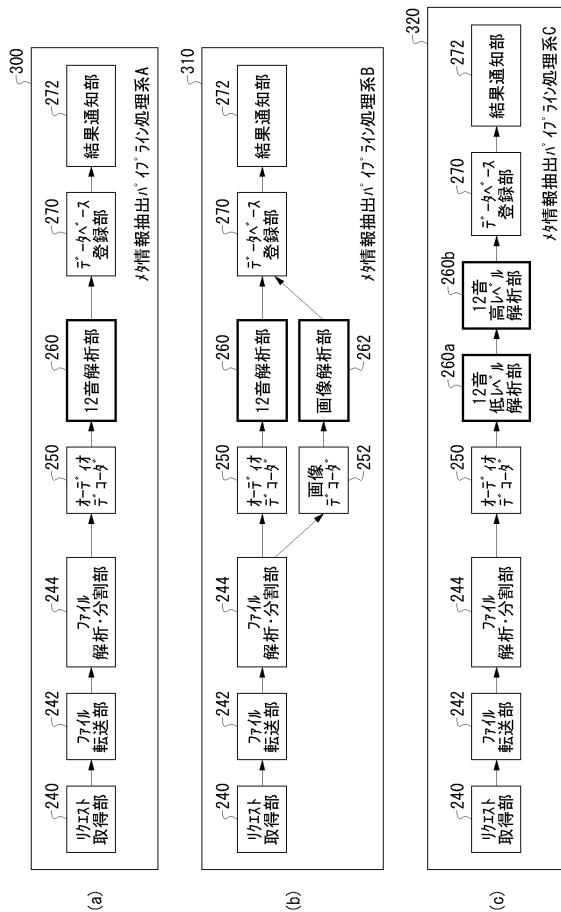 (a)
300
240
リクエスト
取得部
242
ファイル
転送部
244
ファイル
解析・分割部
250
オーディオ
デコーダ
260
12音解析部
270
データベース
登録部
272
結果通知部
メタ情報抽出パイプライン処理系A
(b)
310
240
リクエスト
取得部
242
ファイル
転送部
244
ファイル
解析・分割部
250
オーディオ
デコーダ
260
12音解析部
270
データベース
登録部
272
結果通知部
252
画像
デコーダ
262
画像解析部
メタ情報抽出パイプライン処理系B
(c)
320
240
リクエスト
取得部
242
ファイル
転送部
244
ファイル
解析・分割部
250
オーディオ
デコーダ
260a
12音
低レベル
解析部
260b
12音
高レベル
解析部
270
データベース
登録部
272
結果通知部
メタ情報抽出パイプライン処理系C